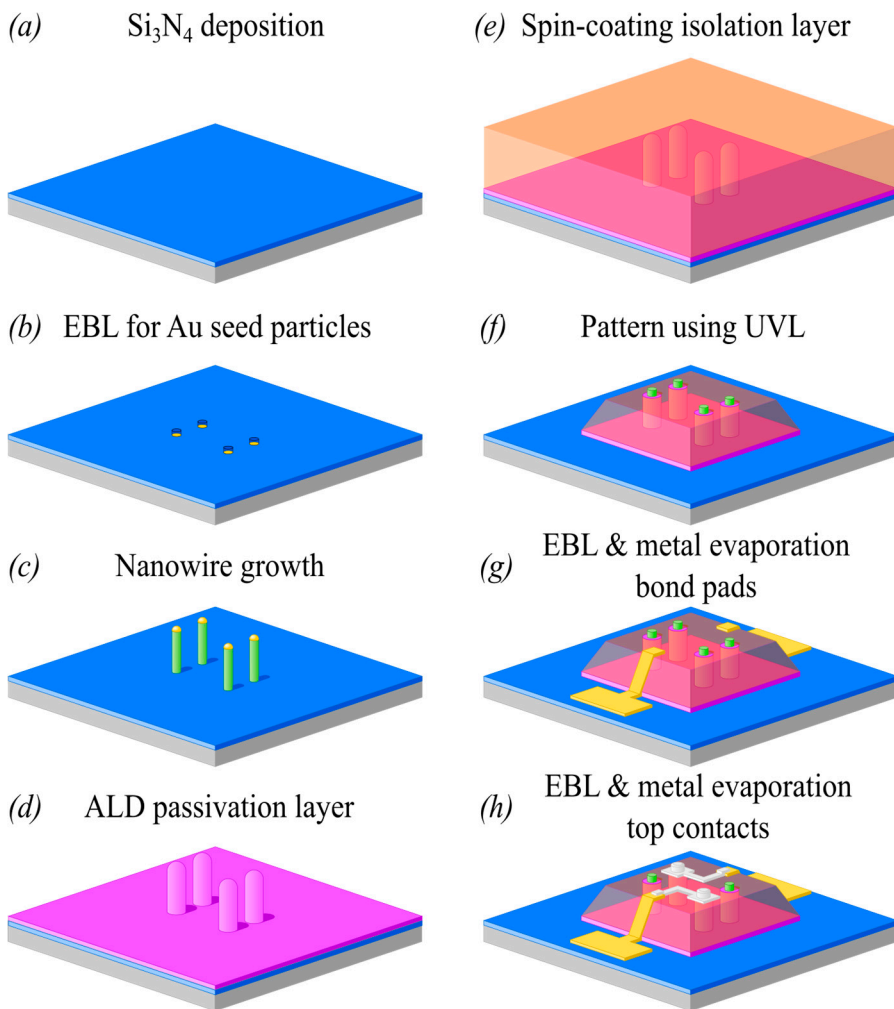 (a) Si₃N₄ deposition
(b) EBL for Au seed particles
(c) Nanowire growth
(d) ALD passivation layer
(e) Spin-coating isolation layer
(f) Pattern using UVL
(g) EBL & metal evaporation
bond pads
(h) EBL & metal evaporation
top contacts